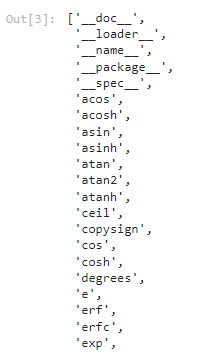 Out[3]: ['__doc__',
'__loader__',
'__name__',
'__package__',
'__spec__',
'acos',
'acosh',
'asin',
'asinh',
'atan',
'atan2',
'atanh',
'ceil',
'copysign',
'cos',
'cosh',
'degrees',
'e',
'erf',
'erfc',
'exp',